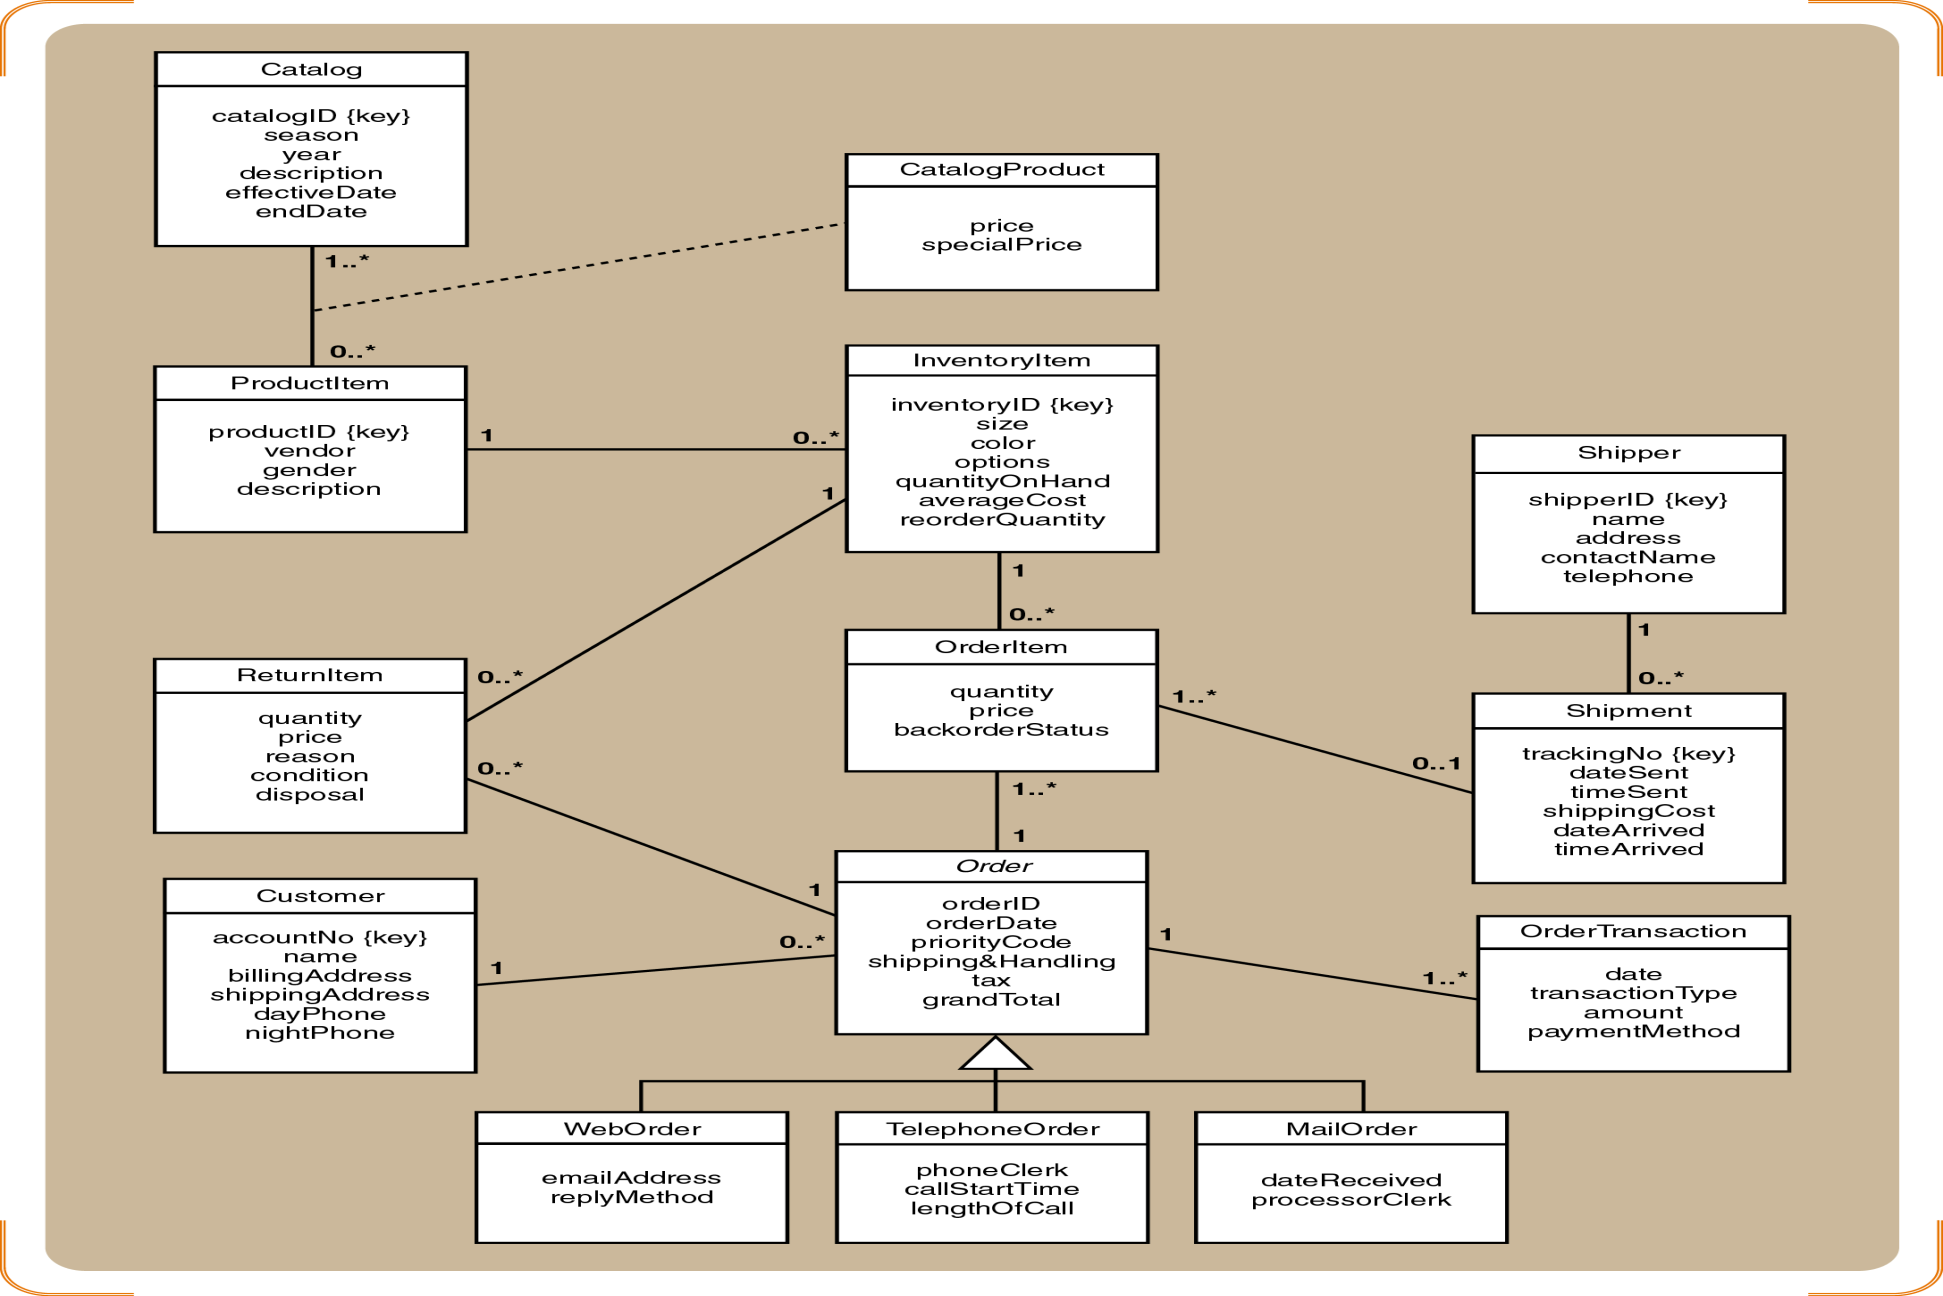 Catalog
catalogID {key}
season
year
description
effectiveDate
endDate
1..*
0..*
CatalogProduct
price
specialPrice
ProductItem
productID {key}
vendor
gender
description
1
0..*
InventoryItem
inventoryID {key}
size
color
options
quantityOnHand
averageCost
reorderQuantity
1
1
0..*
Shipper
shipperID {key}
name
address
contactName
telephone
1
0..*
ReturnItem
quantity
price
reason
condition
disposal
0..*
0..*
OrderItem
quantity
price
backorderStatus
1..*
0..1
1..*
1
Shipment
trackingNo {key}
dateSent
timeSent
shippingCost
dateArrived
timeArrived
Customer
accountNo {key}
name
billingAddress
shippingAddress
dayPhone
nightPhone
1
1
0..*
Order
orderID
orderDate
priorityCode
shipping&Handling
tax
grandTotal
1
1..*
OrderTransaction
date
transactionType
amount
paymentMethod
WebOrder
emailAddress
replyMethod
TelephoneOrder
phoneClerk
callStartTime
lengthOfCall
MailOrder
dateReceived
processorClerk